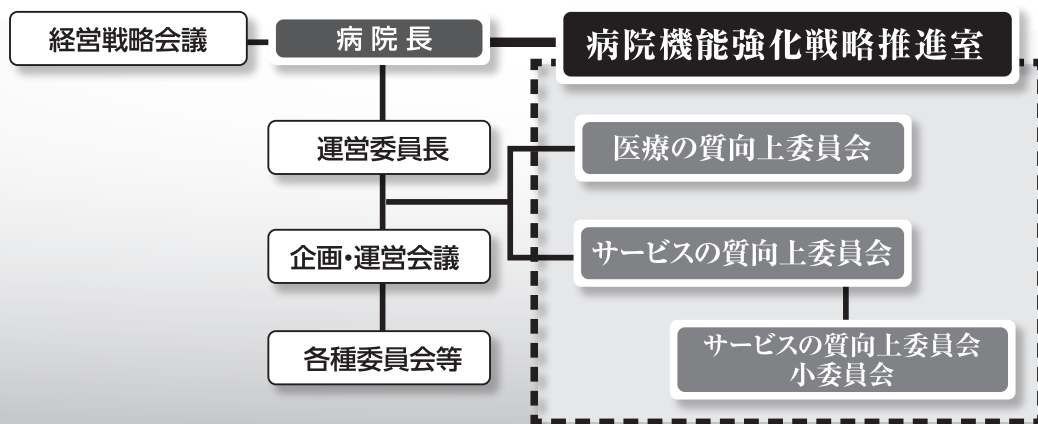 経営戦略会議
病院長
病院機能強化戦略推進室
運営委員長
医療の質向上委員会
企画・運営会議
サービスの質向上委員会
各種委員会等
サービスの質向上委員会
小委員会